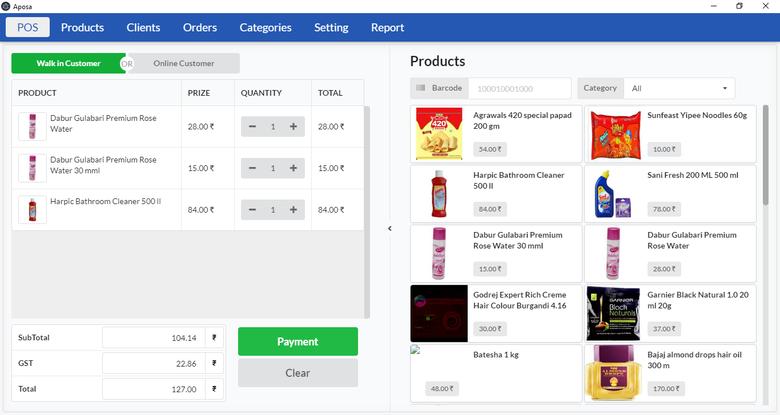 Aposa
POS Products Clients Orders Categories Setting Report
Walk in Customer OR Online Customer
PRODUCT PRIZE QUANTITY TOTAL
Dabur Gulabari Premium Rose
Water
28.00 ₹ 1 28.00 ₹
Dabur Gulabari Premium Rose
Water 30 mml
15.00 ₹ 1 15.00 ₹
Harpic Bathroom Cleaner 500 ll
84.00 ₹ 1 84.00 ₹
SubTotal 104.14 ₹
GST 22.86 ₹
Total 127.00 ₹
Payment
Clear
Products
Barcode 100010001000 Category All
Agrawals 420 special papad
200 gm
54.00 ₹
Sunfeast Yipee Noodles 60g
10.00 ₹
Harpic Bathroom Cleaner
500 ll
84.00 ₹
Sani Fresh 200 ML 500 ml
78.00 ₹
Dabur Gulabari Premium
Rose Water 30 mml
15.00 ₹
Dabur Gulabari Premium
Rose Water
28.00 ₹
Godrej Expert Rich Creme
Hair Colour Burgandi 4.16
30.00 ₹
Garnier Black Natural 1.0 20
ml 20g
37.00 ₹
Batesha 1 kg
48.00 ₹
Bajaj almond drops hair oil
300 m
170.00 ₹
420
GARNIER
Black
Naturals